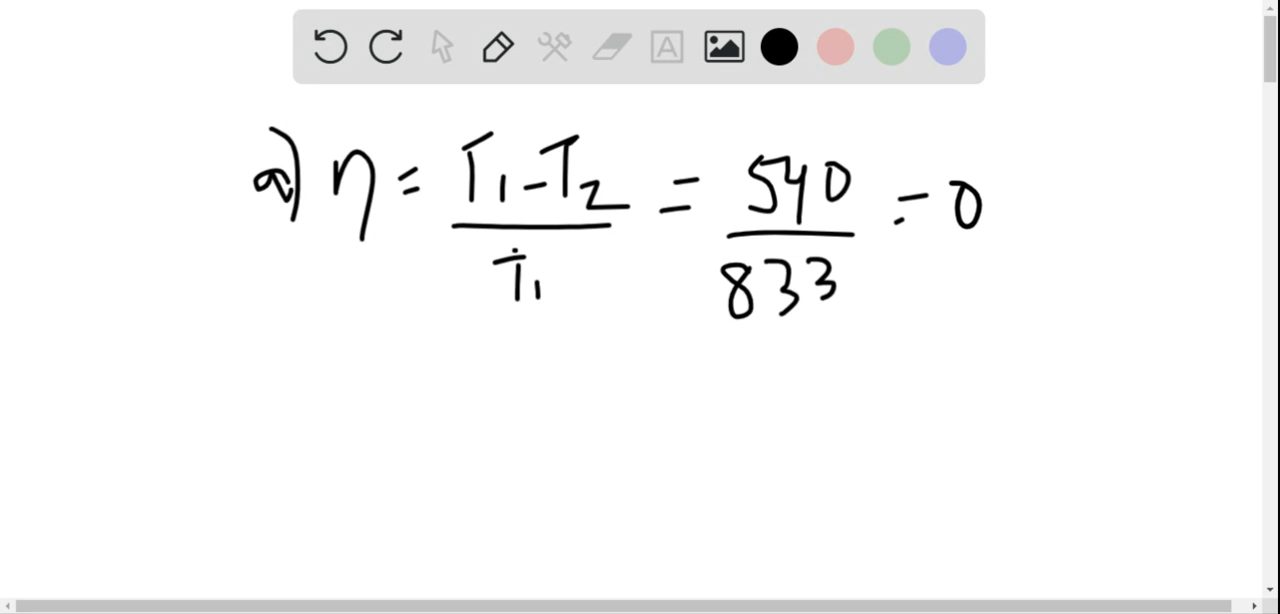 a) η = T₁-T₂ / T₁ = 540 / 833 = 0